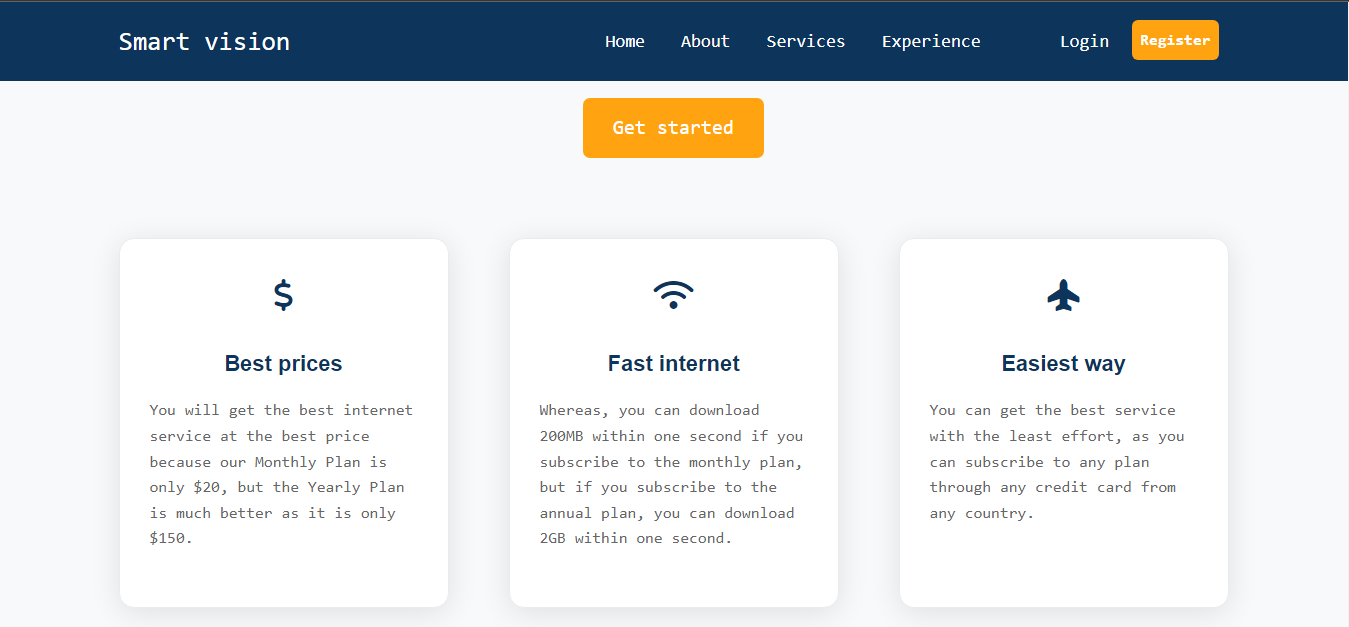 Smart vision
Home About Services Experience Login Register
Get started
Best prices
You will get the best internet
service at the best price
because our Monthly Plan is
only $20, but the Yearly Plan
is much better as it is only
$150.
Fast internet
Whereas, you can download
200MB within one second if you
subscribe to the monthly plan,
but if you subscribe to the
annual plan, you can download
2GB within one second.
Easiest way
You can get the best service
with the least effort, as you
can subscribe to any plan
through any credit card from
any country.